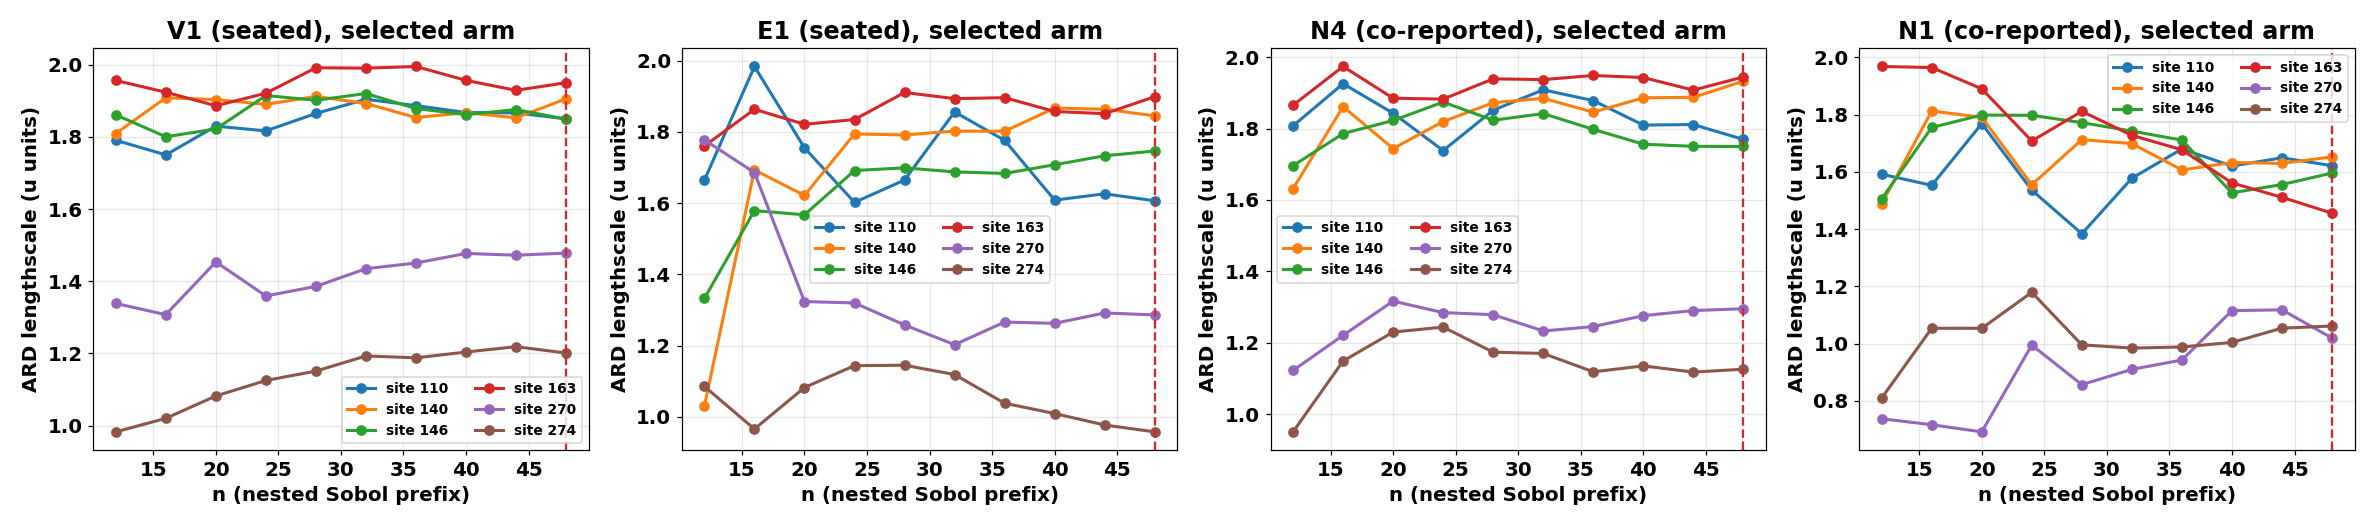 V1 (seated), selected arm
ARD lengthscale (u units)
2.0
1.8
1.6
1.4
1.2
1.0
site 110
site 140
site 146
site 163
site 270
site 274
15 20 25 30 35 40 45
n (nested Sobol prefix)
E1 (seated), selected arm
ARD lengthscale (u units)
2.0
1.8
1.6
1.4
1.2
1.0
site 110
site 140
site 146
site 163
site 270
site 274
15 20 25 30 35 40 45
n (nested Sobol prefix)
N4 (co-reported), selected arm
ARD lengthscale (u units)
2.0
1.8
1.6
1.4
1.2
1.0
site 110
site 140
site 146
site 163
site 270
site 274
15 20 25 30 35 40 45
n (nested Sobol prefix)
N1 (co-reported), selected arm
ARD lengthscale (u units)
2.0
1.8
1.6
1.4
1.2
1.0
0.8
site 110
site 140
site 146
site 163
site 270
site 274
15 20 25 30 35 40 45
n (nested Sobol prefix)